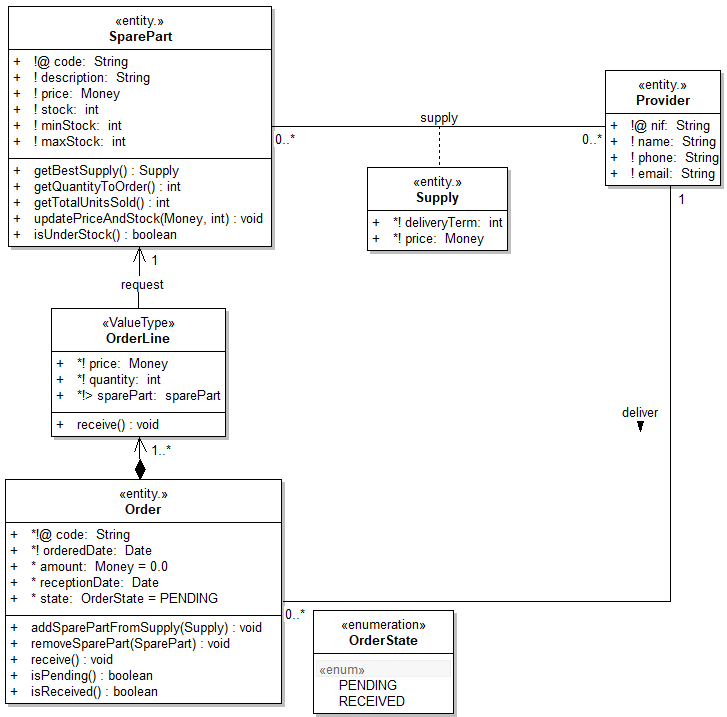 «entity.»
SparePart
+ !@ code: String
+ ! description: String
+ ! price: Money
+ ! stock: int
+ ! minStock: int
+ ! maxStock: int
+ getBestSupply() : Supply
+ getQuantityToOrder() : int
+ getTotalUnitsSold() : int
+ updatePriceAndStock(Money, int) : void
+ isUnderStock() : boolean
supply
0..*
0..*
«entity.»
Provider
+ !@ nif: String
+ ! name: String
+ ! phone: String
+ ! email: String
1
«entity.»
Supply
+ *! deliveryTerm: int
+ *! price: Money
1
request
«ValueType»
OrderLine
+ *! price: Money
+ *! quantity: int
+ *!> sparePart: sparePart
+ receive() : void
deliver
1..*
«entity.»
Order
+ *!@ code: String
+ *! orderedDate: Date
+ * amount: Money = 0.0
+ * receptionDate: Date
+ * state: OrderState = PENDING
+ addSparePartFromSupply(Supply) : void
+ removeSparePart(SparePart) : void
+ receive() : void
+ isPending() : boolean
+ isReceived() : boolean
0..*
«enumeration»
OrderState
«enum»
PENDING
RECEIVED